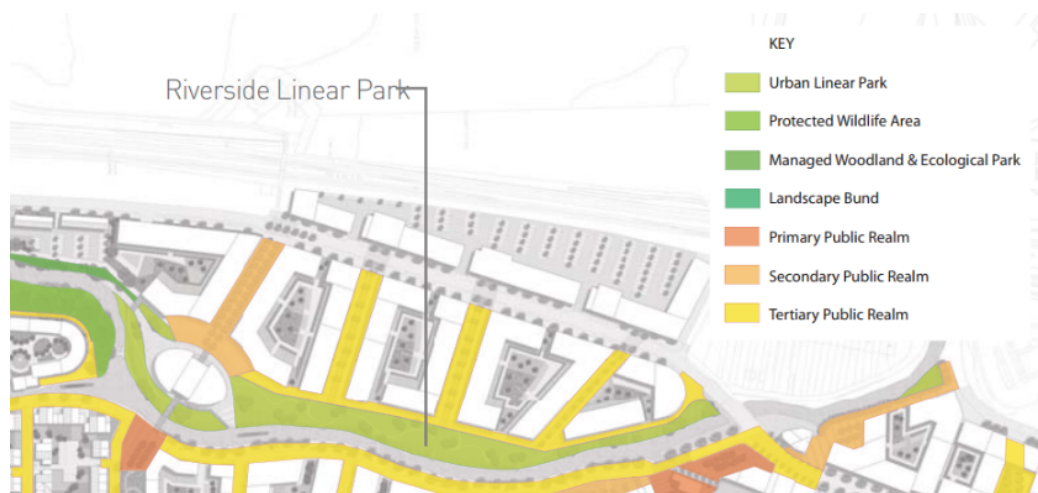 KEY
Riverside Linear Park
Urban Linear Park
Protected Wildlife Area
Managed Woodland & Ecological Park
Landscape Bund
Primary Public Realm
Secondary Public Realm
Tertiary Public Realm